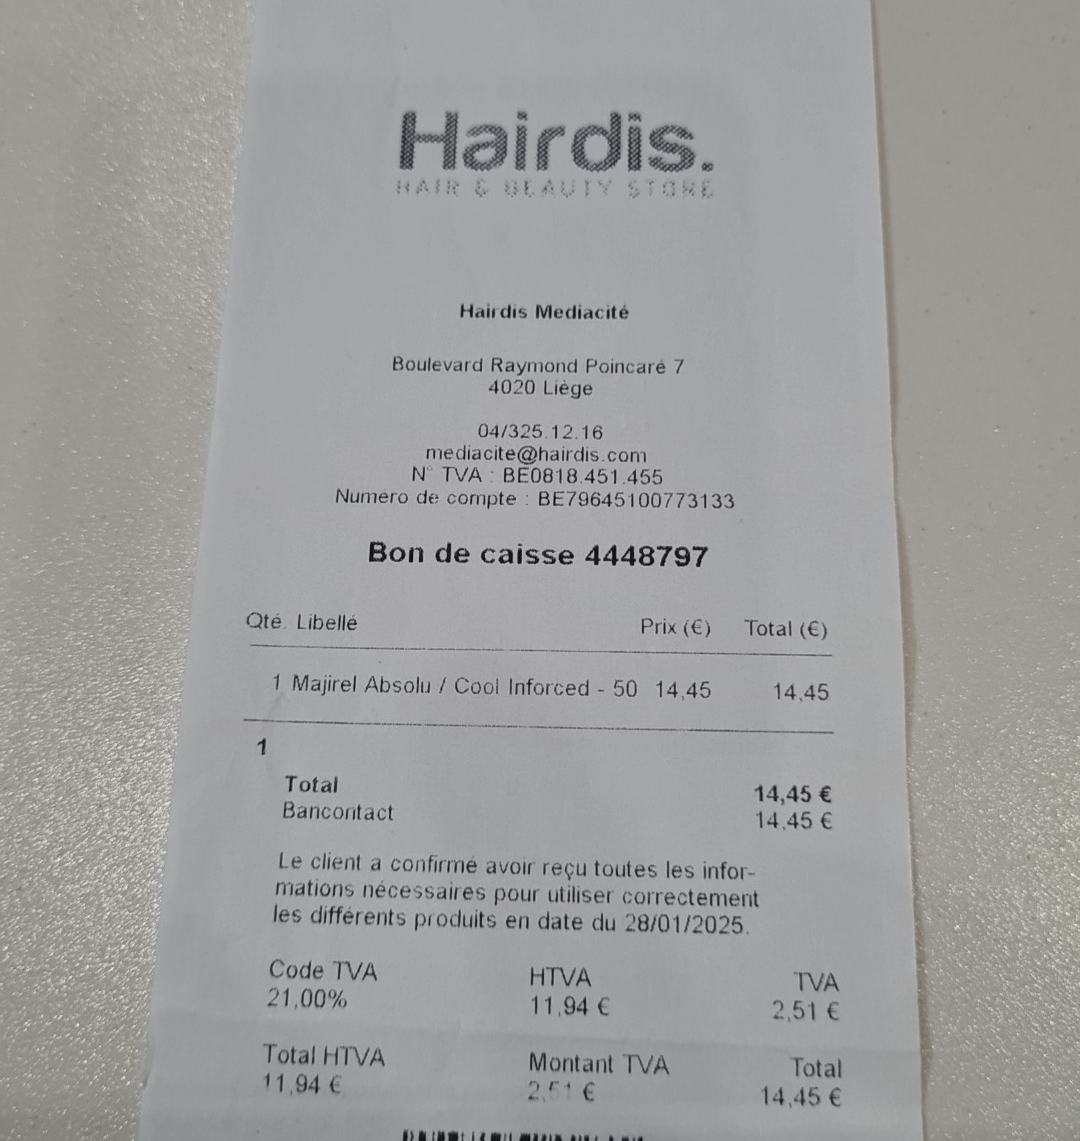 Hairdis.
HAIR & BEAUTY STORE
Hairdis Mediacité
Boulevard Raymond Poincaré 7
4020 Liège
04/325.12.16
mediacite@hairdis.com
N° TVA : BE0818.451.455
Numéro de compte : BE79645100773133
Bon de caisse 4448797
Qté. Libellé Prix (€) Total (€)
1 Majirel Absolu / Cool Inforced - 50 14,45 14,45
1
Total 14,45 €
Bancontact 14,45 €
Le client a confirmé avoir reçu toutes les infor-
mations nécessaires pour utiliser correctement
les différents produits en date du 28/01/2025.
Code TVA HTVA TVA
21,00% 11,94 € 2,51 €
Total HTVA Montant TVA Total
11,94 € 2,51 € 14,45 €